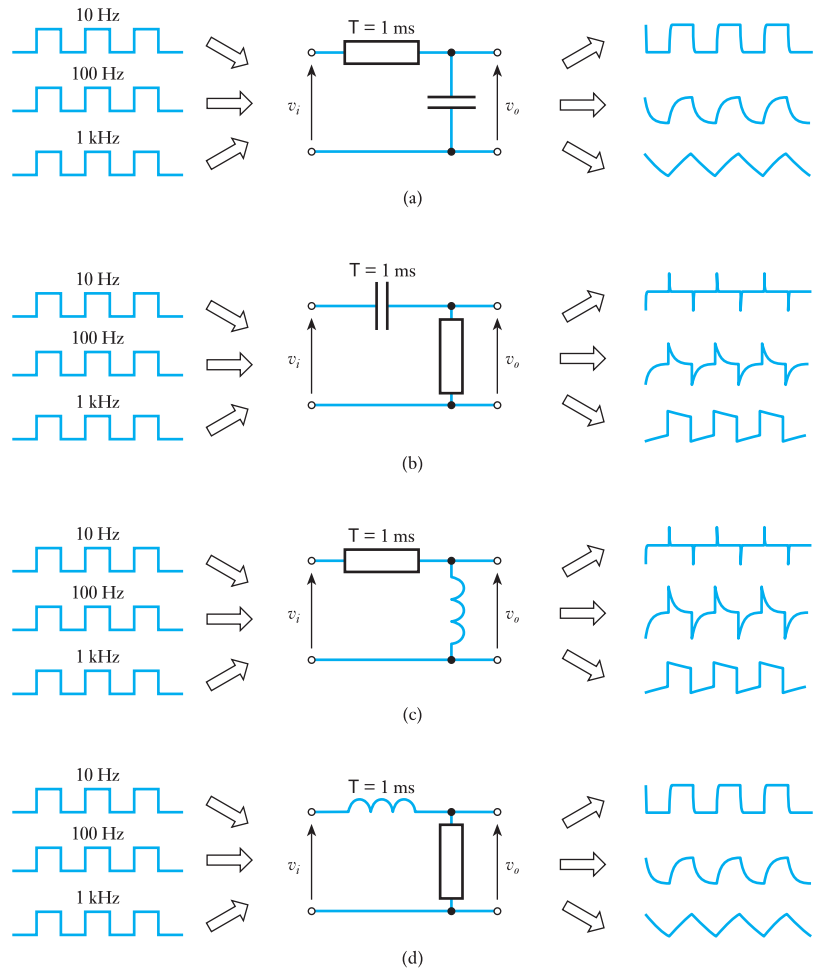 10 Hz
T = 1 ms
100 Hz
v_i
v_o
1 kHz
(a)
10 Hz
T = 1 ms
100 Hz
v_i
v_o
1 kHz
(b)
10 Hz
T = 1 ms
100 Hz
v_i
v_o
1 kHz
(c)
10 Hz
T = 1 ms
100 Hz
v_i
v_o
1 kHz
(d)